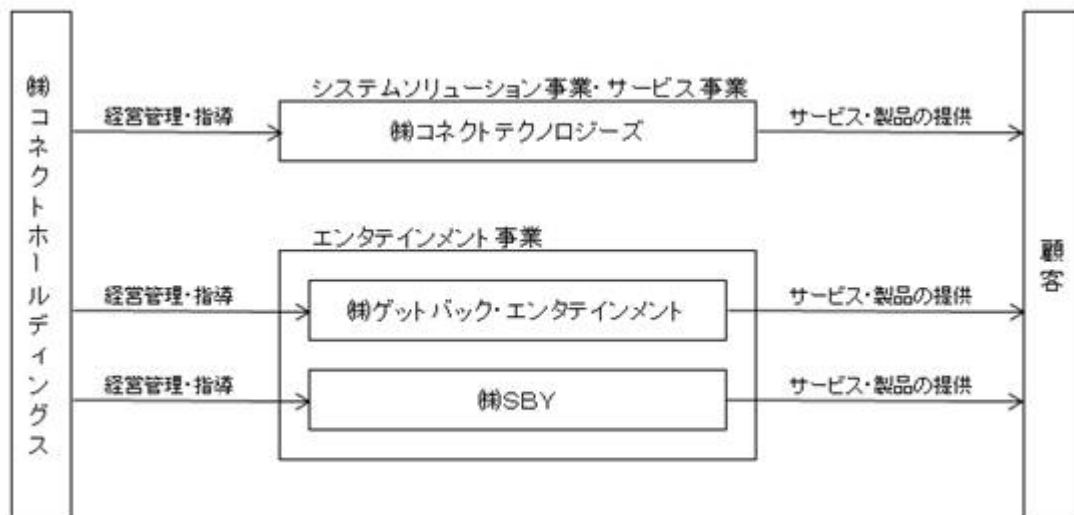 ㈱コネクトホールディングス
システムソリューション事業・サービス事業
経営管理・指導
㈱コネクトテクノロジーズ
サービス・製品の提供
エンタテインメント事業
経営管理・指導
㈱ゲットバック・エンタテインメント
サービス・製品の提供
経営管理・指導
㈱SBY
サービス・製品の提供
顧客